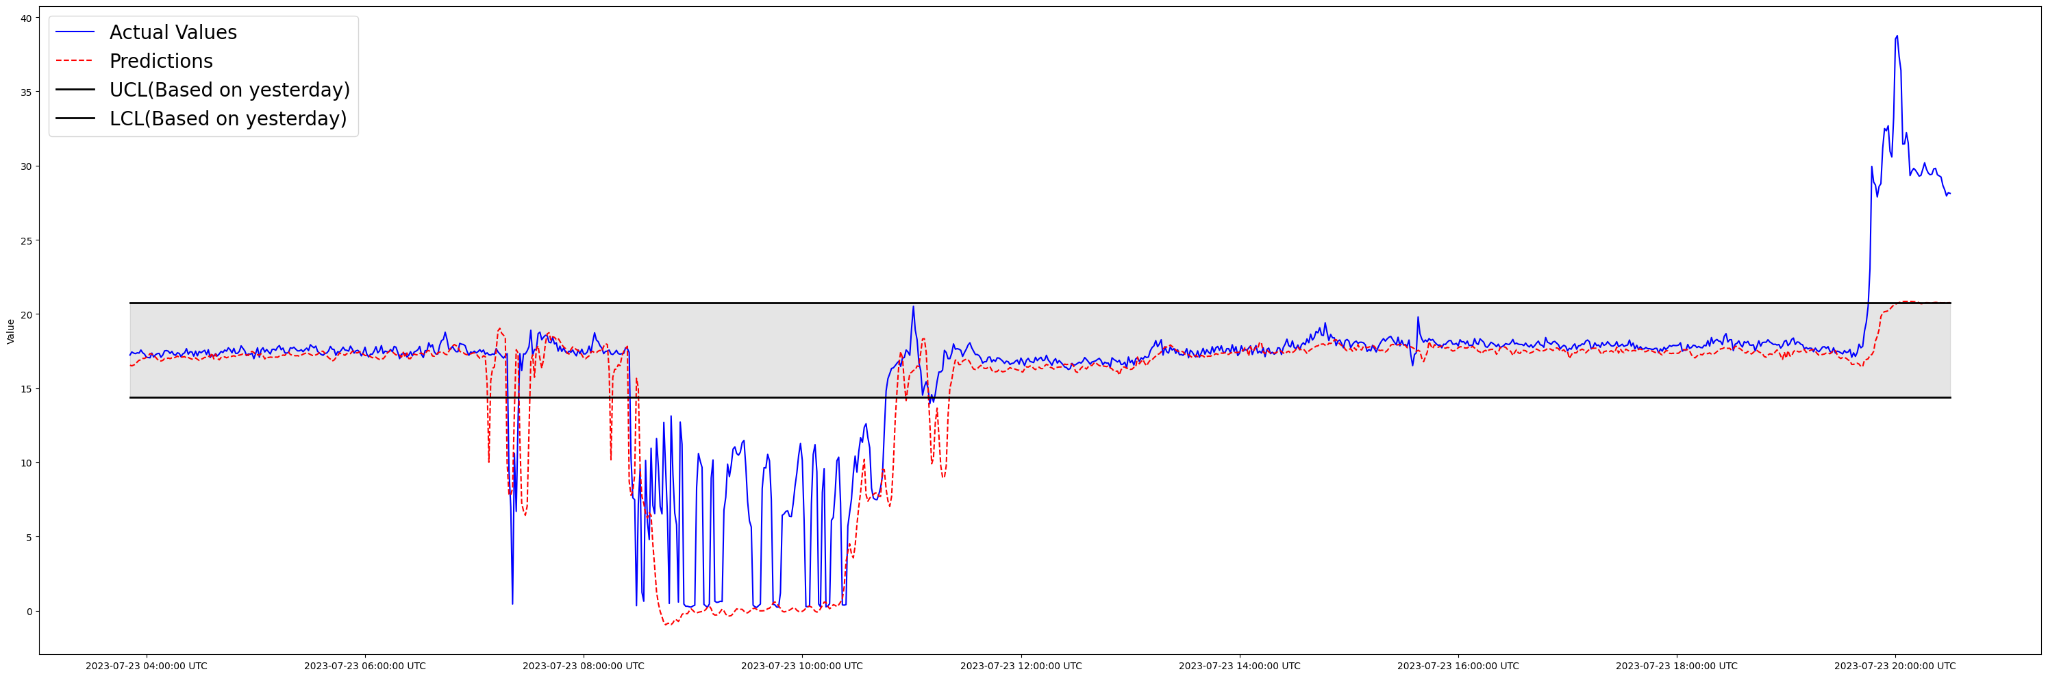 40
35
30
25
20
15
10
5
0
Value
Actual Values
Predictions
UCL(Based on yesterday)
LCL(Based on yesterday)
2023-07-23 04:00:00 UTC
2023-07-23 06:00:00 UTC
2023-07-23 08:00:00 UTC
2023-07-23 10:00:00 UTC
2023-07-23 12:00:00 UTC
2023-07-23 14:00:00 UTC
2023-07-23 16:00:00 UTC
2023-07-23 18:00:00 UTC
2023-07-23 20:00:00 UTC